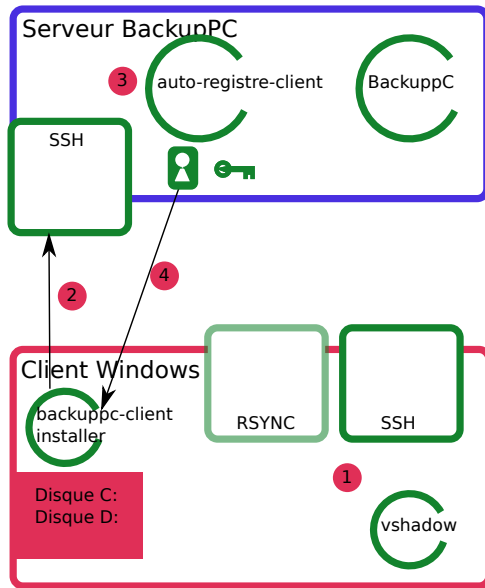 Serveur BackupPC
3
auto-registre-client
BackuppC
SSH
4
2
Client Windows
backuppc-client
installer
RSYNC
SSH
1
Disque C:
Disque D:
vshadow